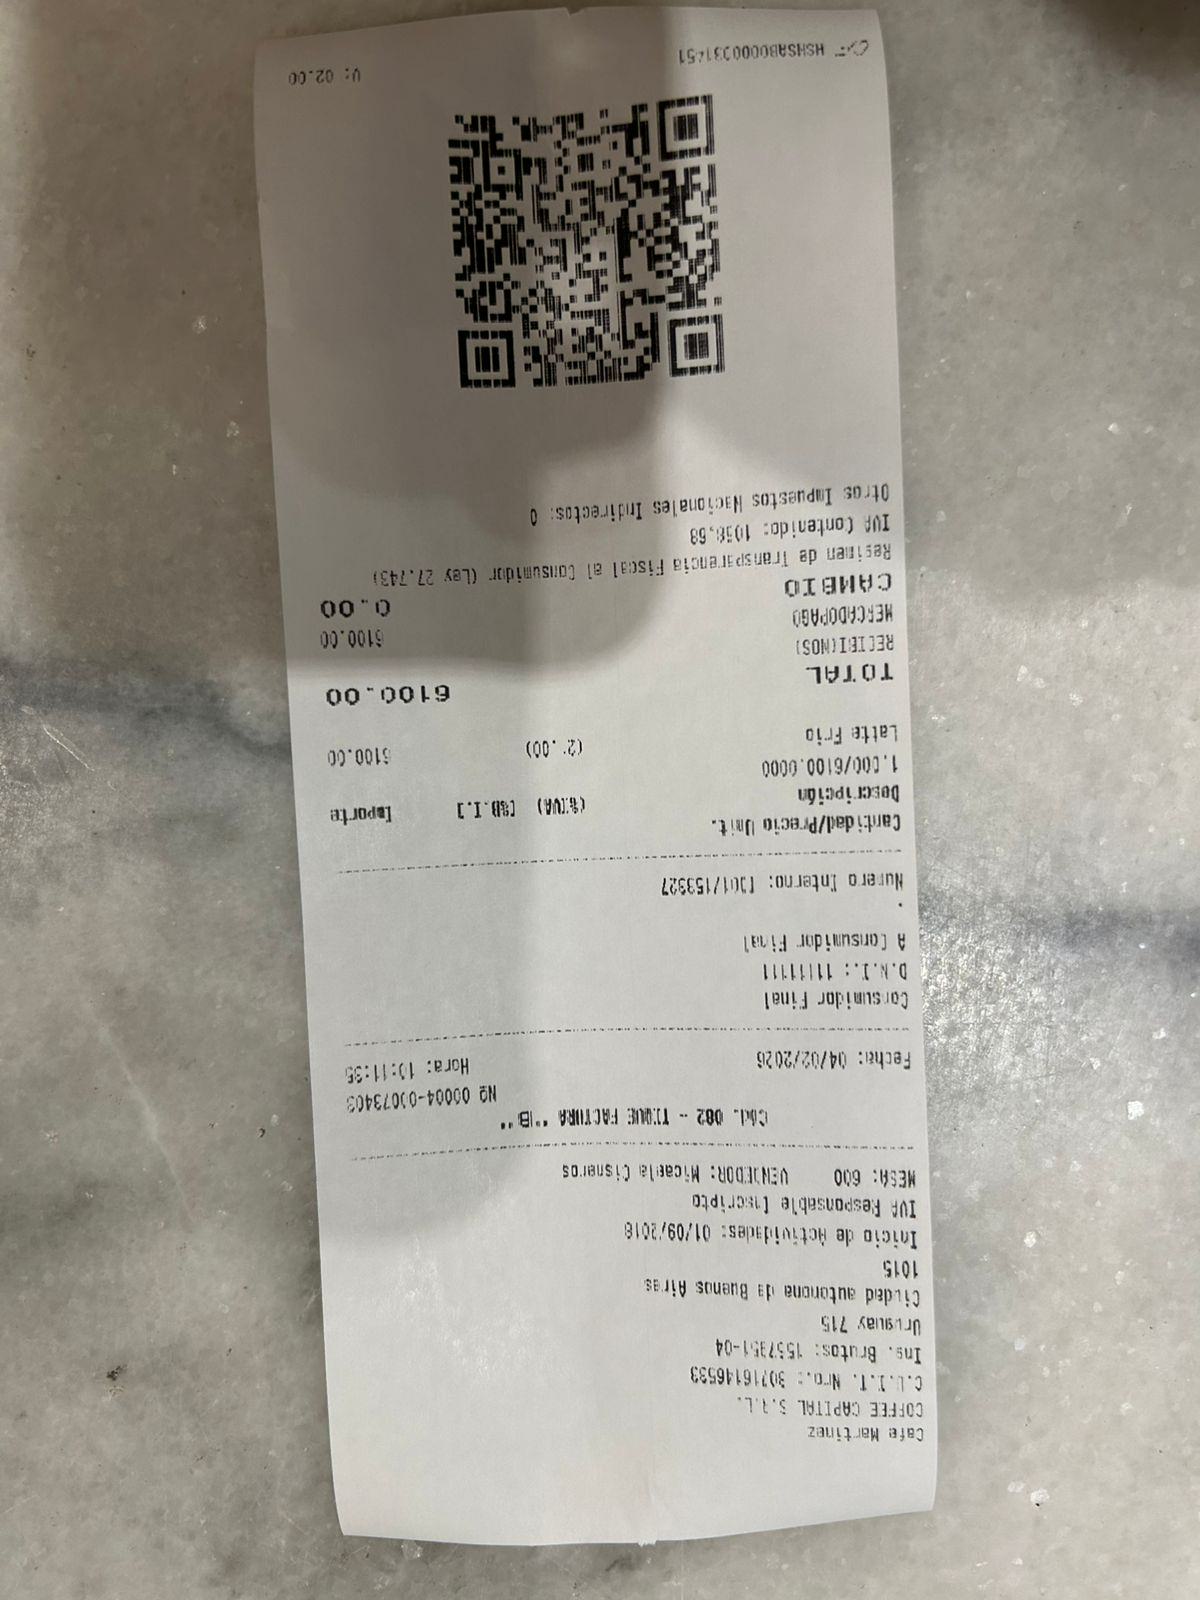 Cafe Martinez
COFFEE CAPITAL S.R.L.
C.U.I.T. Nro.: 30716146533
Ing. Brutos: 1557351-04
Uruguay 715
Ciudad autonoma de Buenos Aires
1015
Inicio de Actividades: 01/09/2018
IVA Responsable Inscripto
MESA: 600 VENDEDOR: Micaela Cisneros
Cód. 082 - TIQUE FACTURA ""B""
Nº 00004-00073403
Fecha: 04/02/2026 Hora: 10:11:35
Consumidor Final
D.N.I.: 11111111
A Consumidor Final
.
Numero Interno: [001/153327
Cantidad/Precio Unit.
Descripción (%IVA) [%B.I.] Importe
1.000/6100.0000
Latte Frio (21.00) 6100.00
TOTAL 6100.00
RECIBI(MOS)
MERCADOPAGO 6100.00
CAMBIO 0.00
Regimen de Transparencia Fiscal al Consumidor (Ley 27.743)
IVA Contenido: 1058,68
Otros Impuestos Nacionales Indirectos: 0
V: 02.00